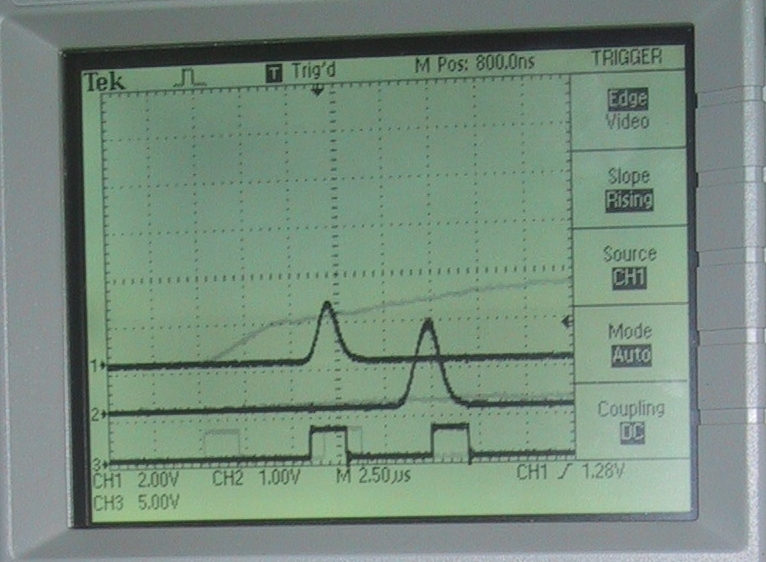 Tek T Trig'd M Pos: 800.0ns TRIGGER
Edge
Video
Slope
Rising
Source
CH1
Mode
Auto
Coupling
DC
1
2
3
CH1 2.00V CH2 1.00V M 2.50µs CH1 1.28V
CH3 5.00V